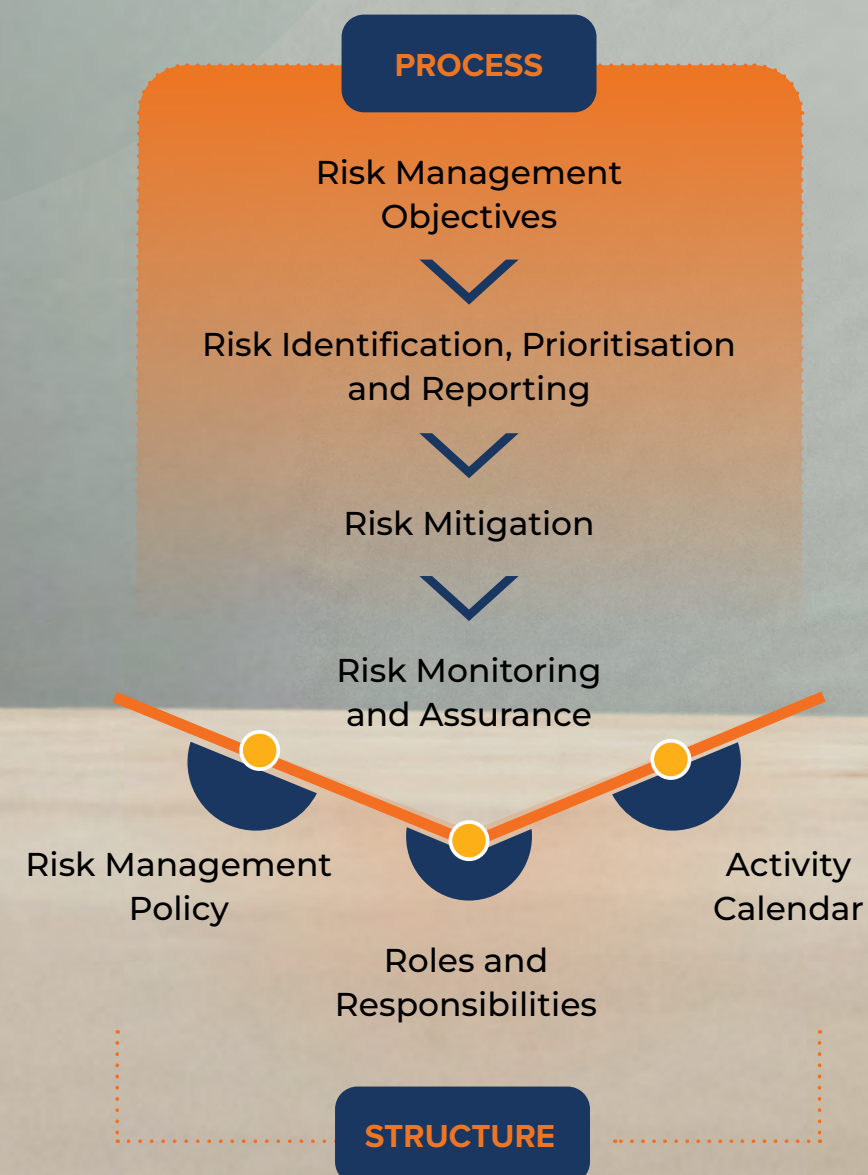 PROCESS
Risk Management
Objectives
Risk Identification, Prioritisation
and Reporting
Risk Mitigation
Risk Monitoring
and Assurance
Risk Management
Policy
Activity
Calendar
Roles and
Responsibilities
STRUCTURE